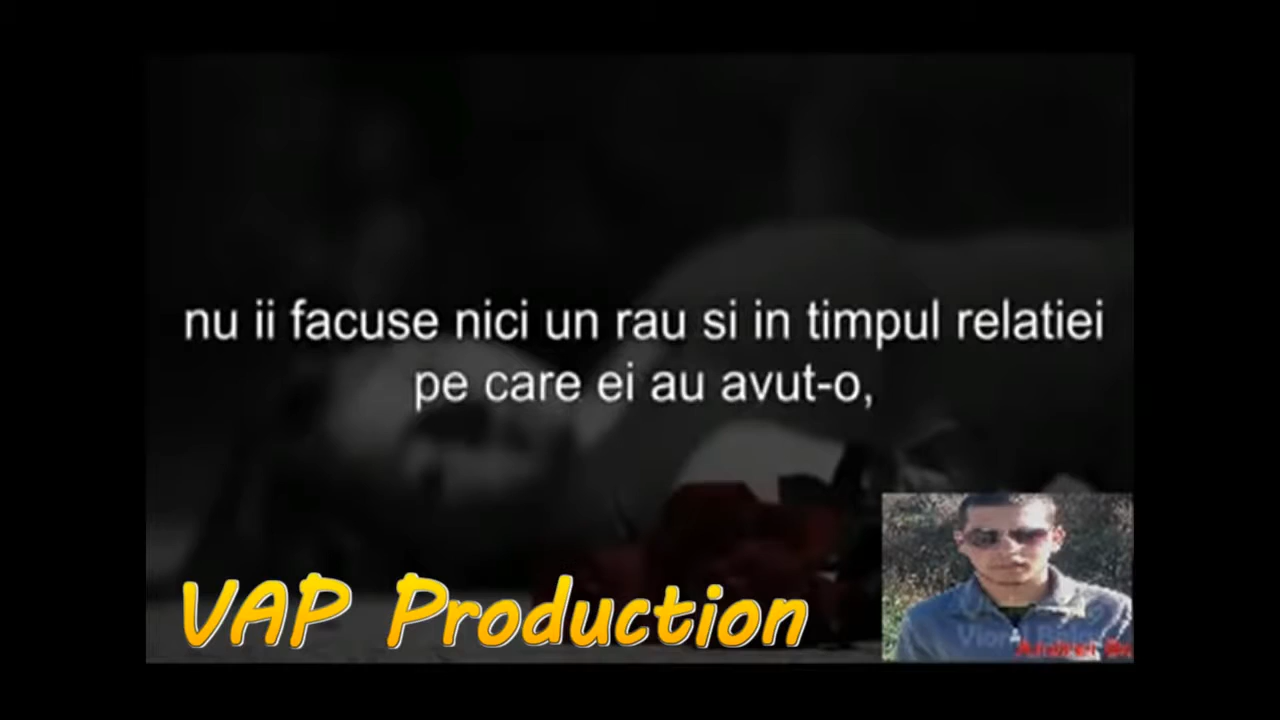 nu ii facuse nici un rau si in timpul relatiei
pe care ei au avut-o,
VAP Production